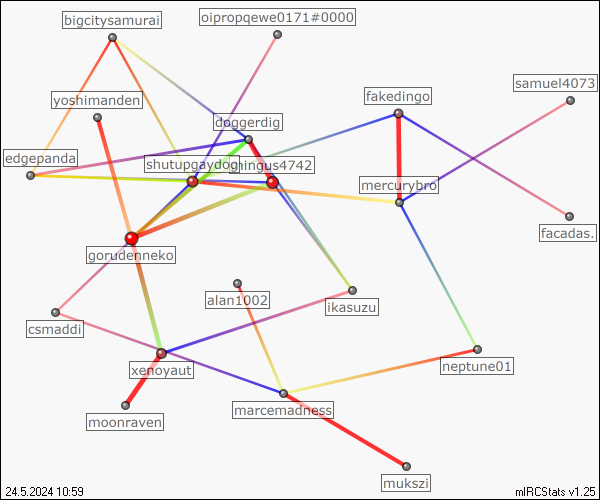 oipropqewe0171#0000
bigcitysamurai
samuel4073
fakedingo
yoshimanden
doggerdig
edgepanda
shutupgaydog
mingus4742
mercurybro
facadas.
gorudenneko
alan1002
ikasuzu
csmaddi
xenoyaut
neptune01
marcemadness
moonraven
mukszi
24.5.2024 10:59
mIRCStats v1.25